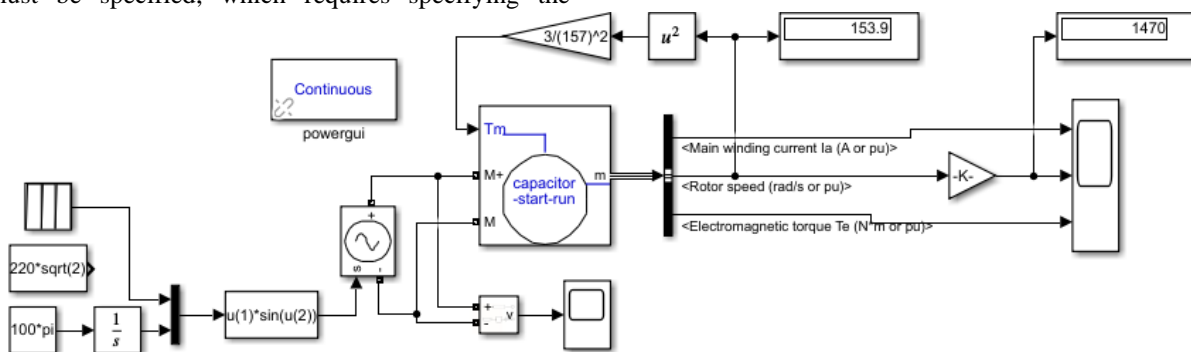 must be specified, which requires specifying the
3/(157)^2
u²
153.9
1470
Continuous
powergui
Tm
M+
M
capacitor
-start-run
m
<Main winding current Ia (A or pu)>
<Rotor speed (rad/s or pu)>
<Electromagnetic torque Te (N*m or pu)>
-K-
+
s
-
220*sqrt(2)
100*pi
1
s
u(1)*sin(u(2))
+
-
v